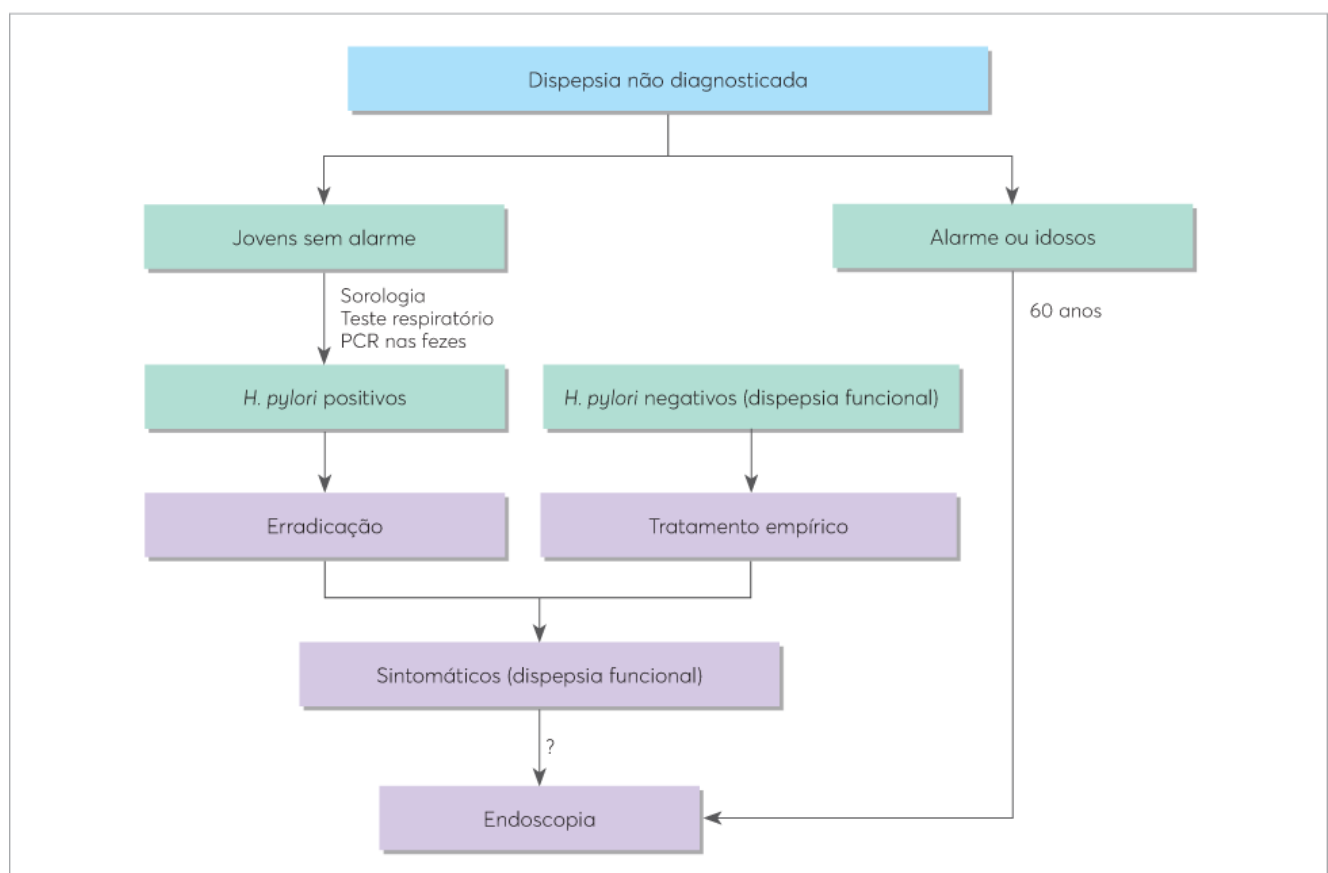 Dispepsia não diagnosticada
Jovens sem alarme
Alarme ou idosos
Sorologia
Teste respiratório
PCR nas fezes
60 anos
H. pylori positivos
H. pylori negativos (dispepsia funcional)
Erradicação
Tratamento empírico
Sintomáticos (dispepsia funcional)
?
Endoscopia